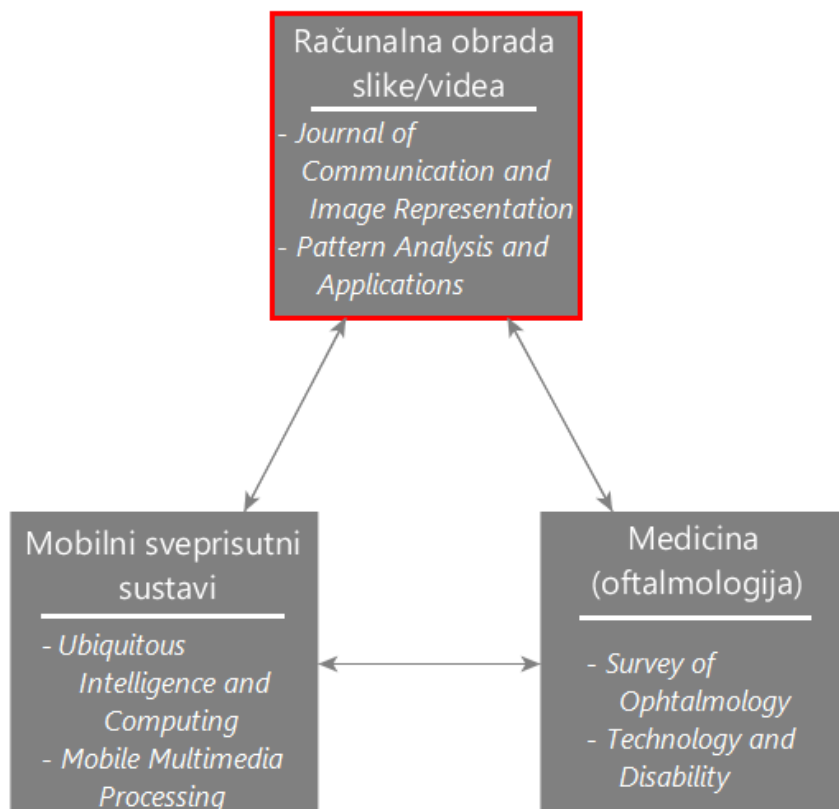 Računalna obrada
slike/videa
- Journal of
Communication and
Image Representation
- Pattern Analysis and
Applications
Mobilni sveprisutni
sustavi
- Ubiquitous
Intelligence and
Computing
- Mobile Multimedia
Processing
Medicina
(oftalmologija)
- Survey of
Ophtalmology
- Technology and
Disability